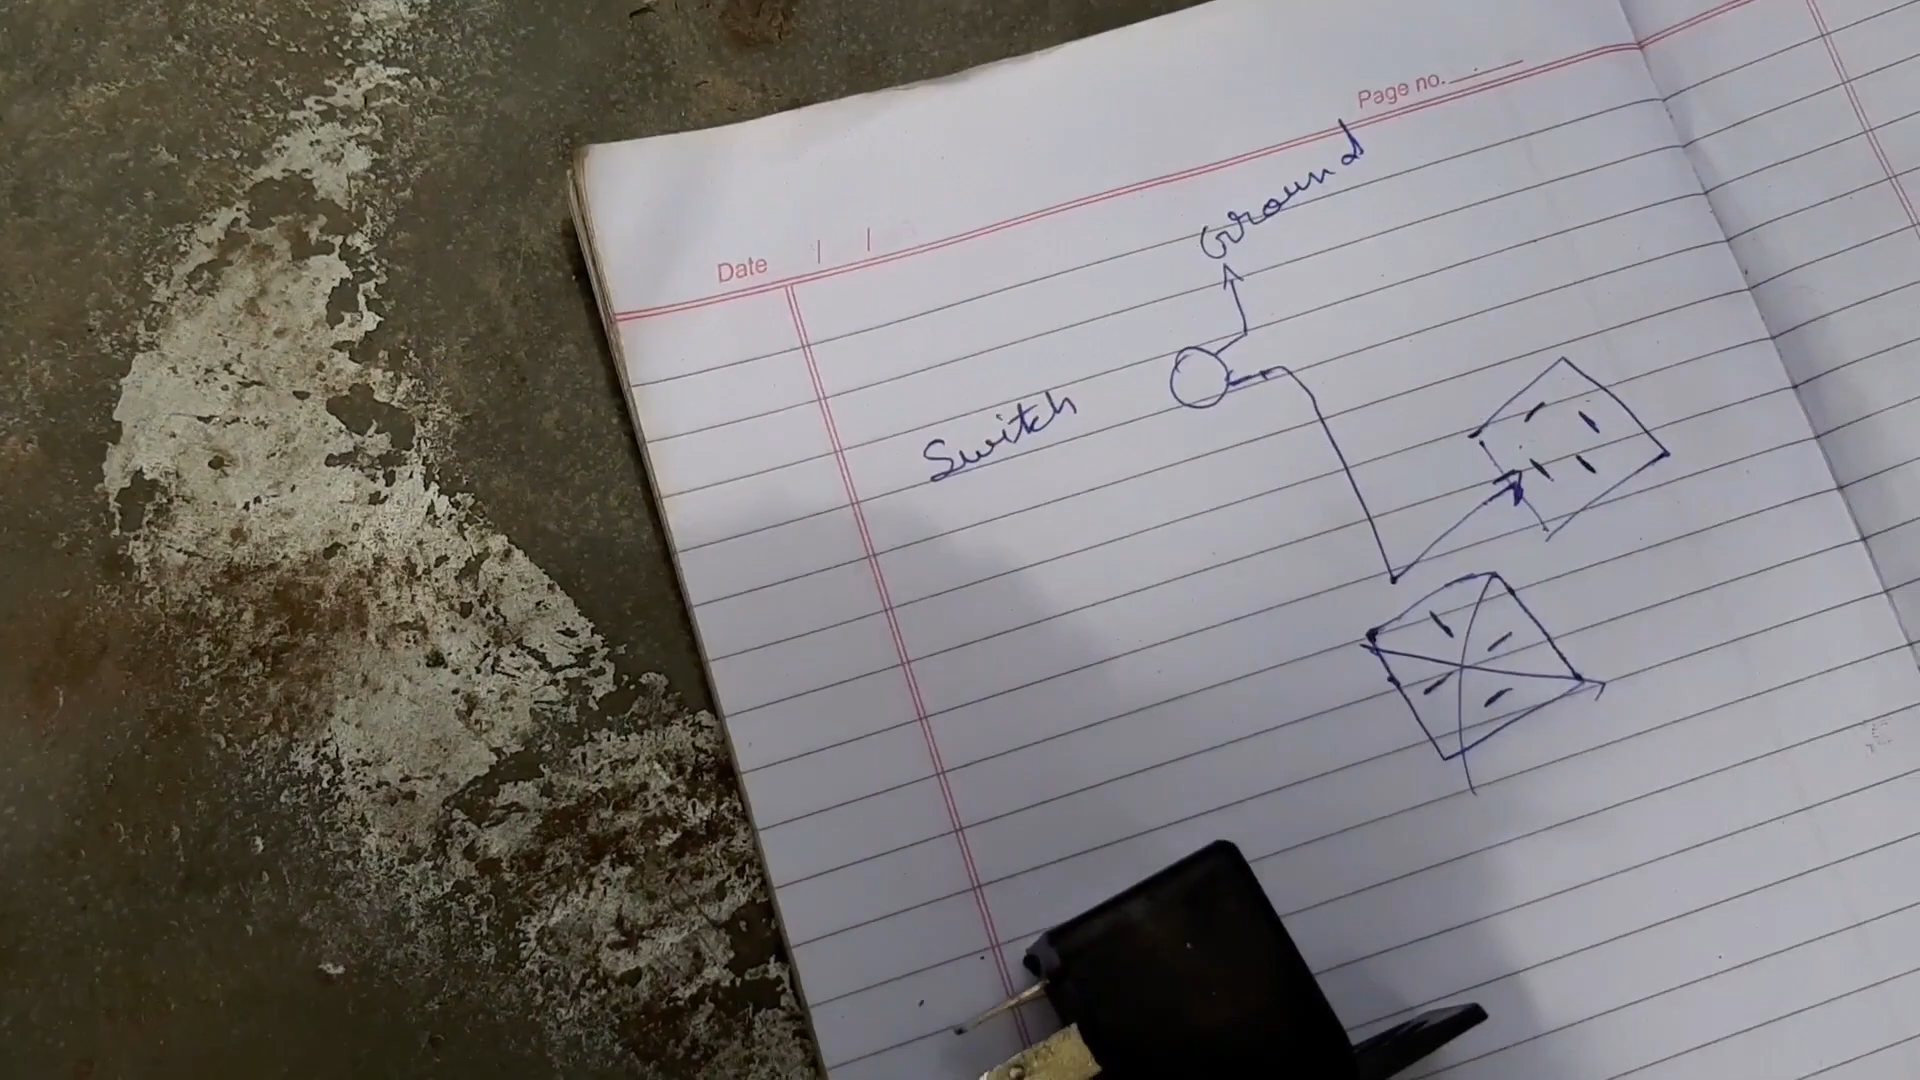 Page no.
Date / /
Ground
Switch